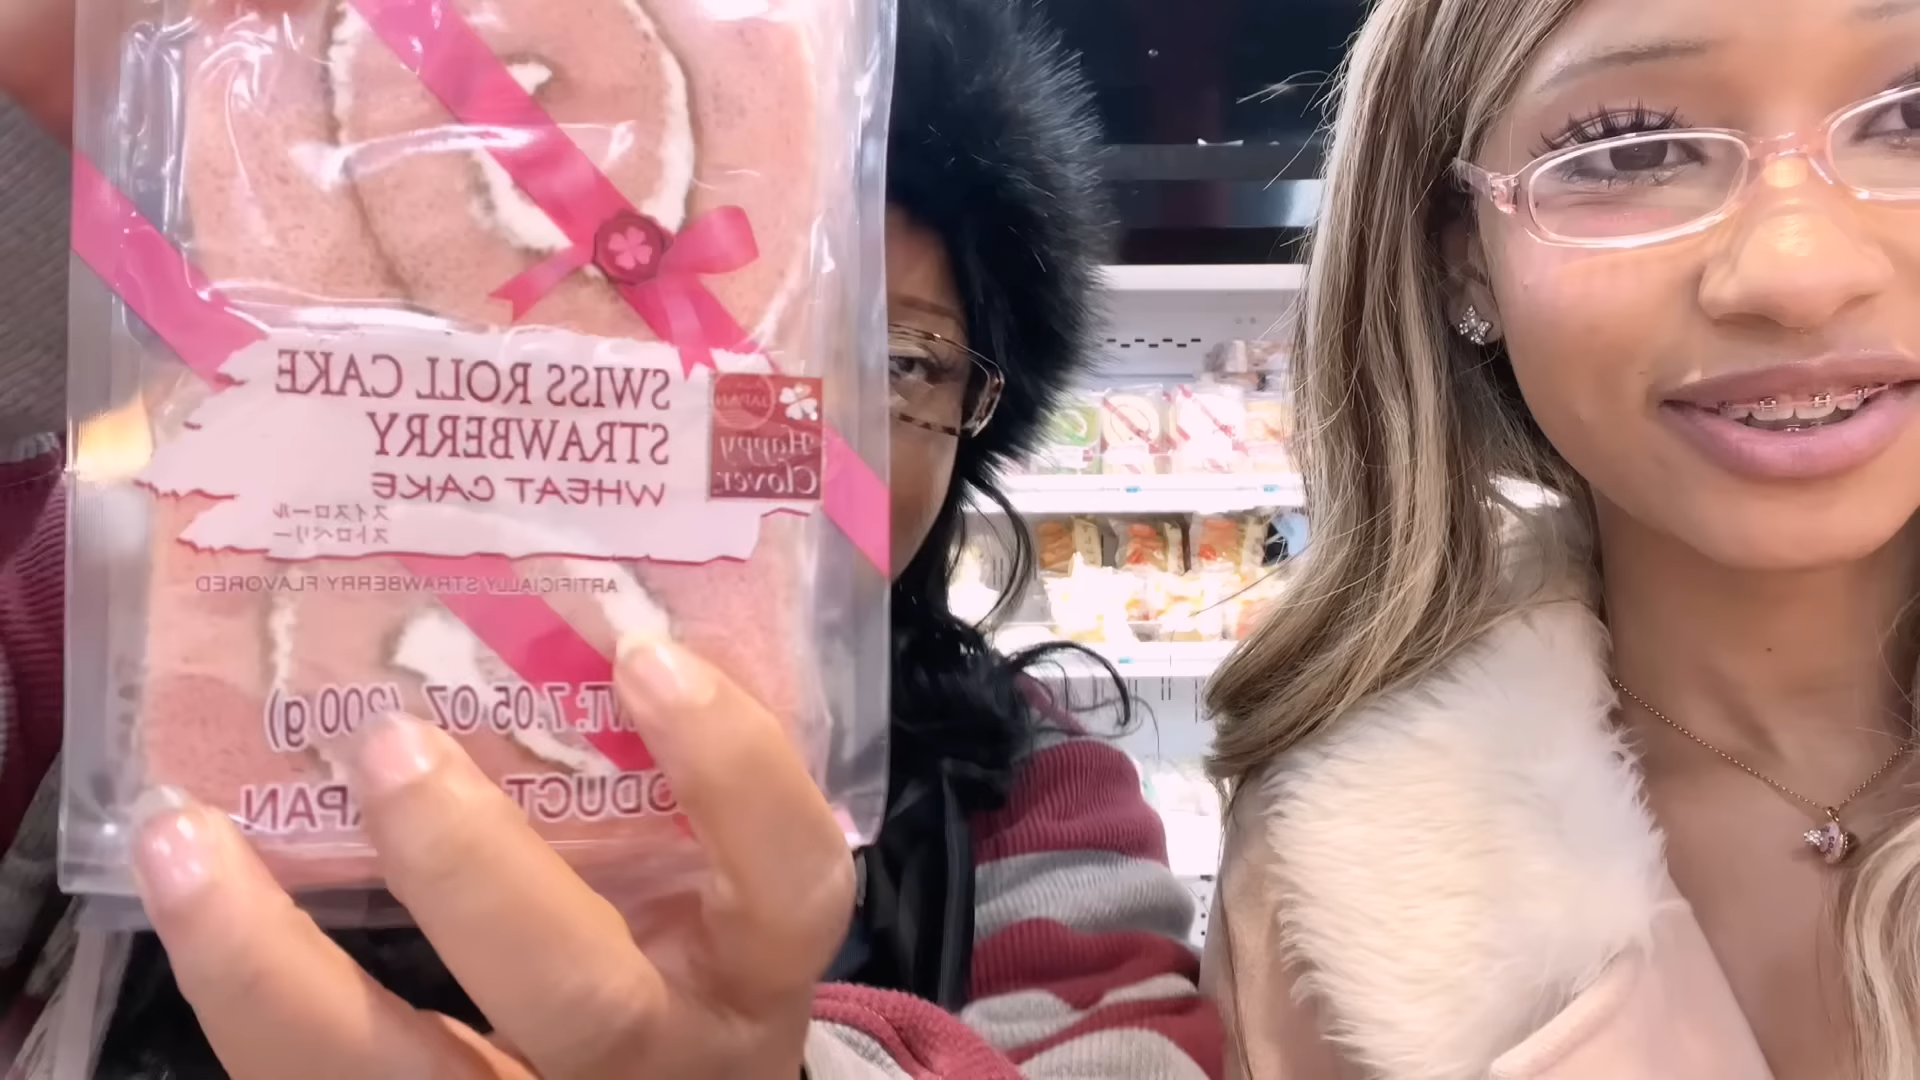 SWISS ROLL CAKE
STRAWBERRY
WHEAT CAKE
スイスロール
ストロベリー
JAPAN
Happy
Clover
ARTIFICIALLY STRAWBERRY FLAVORED
WT: 7.05 OZ (200g)